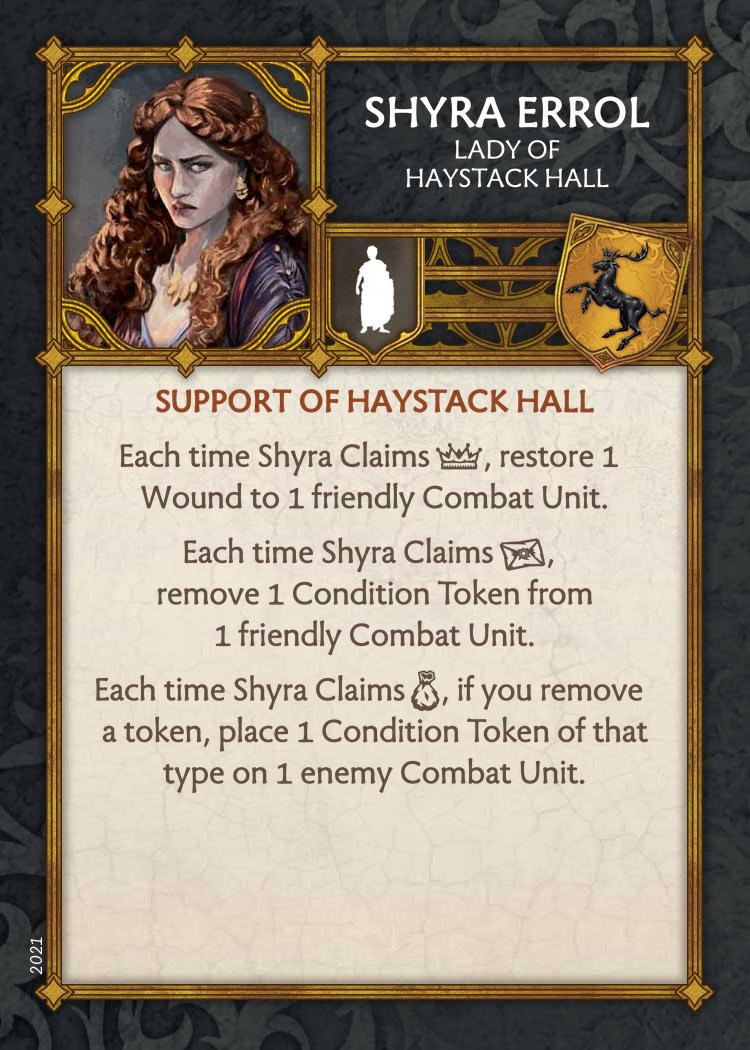 SHYRA ERROL
LADY OF
HAYSTACK HALL
SUPPORT OF HAYSTACK HALL
Each time Shyra Claims , restore 1
Wound to 1 friendly Combat Unit.
Each time Shyra Claims ,
remove 1 Condition Token from
1 friendly Combat Unit.
Each time Shyra Claims , if you remove
a token, place 1 Condition Token of that
type on 1 enemy Combat Unit.
2021